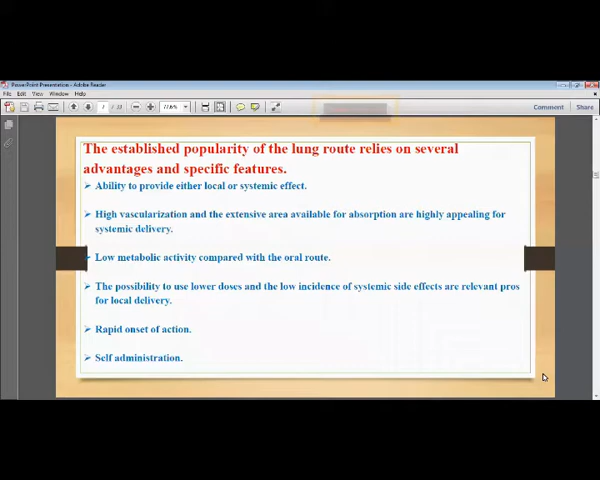 PowerPoint Presentation - Adobe Reader
File Edit View Window Help
7 / 77.6% Comment Share
The established popularity of the lung route relies on several
advantages and specific features.
Ability to provide either local or systemic effect.
High vascularization and the extensive area available for absorption are highly appealing for
systemic delivery.
Low metabolic activity compared with the oral route.
The possibility to use lower doses and the low incidence of systemic side effects are relevant pros
for local delivery.
Rapid onset of action.
Self administration.